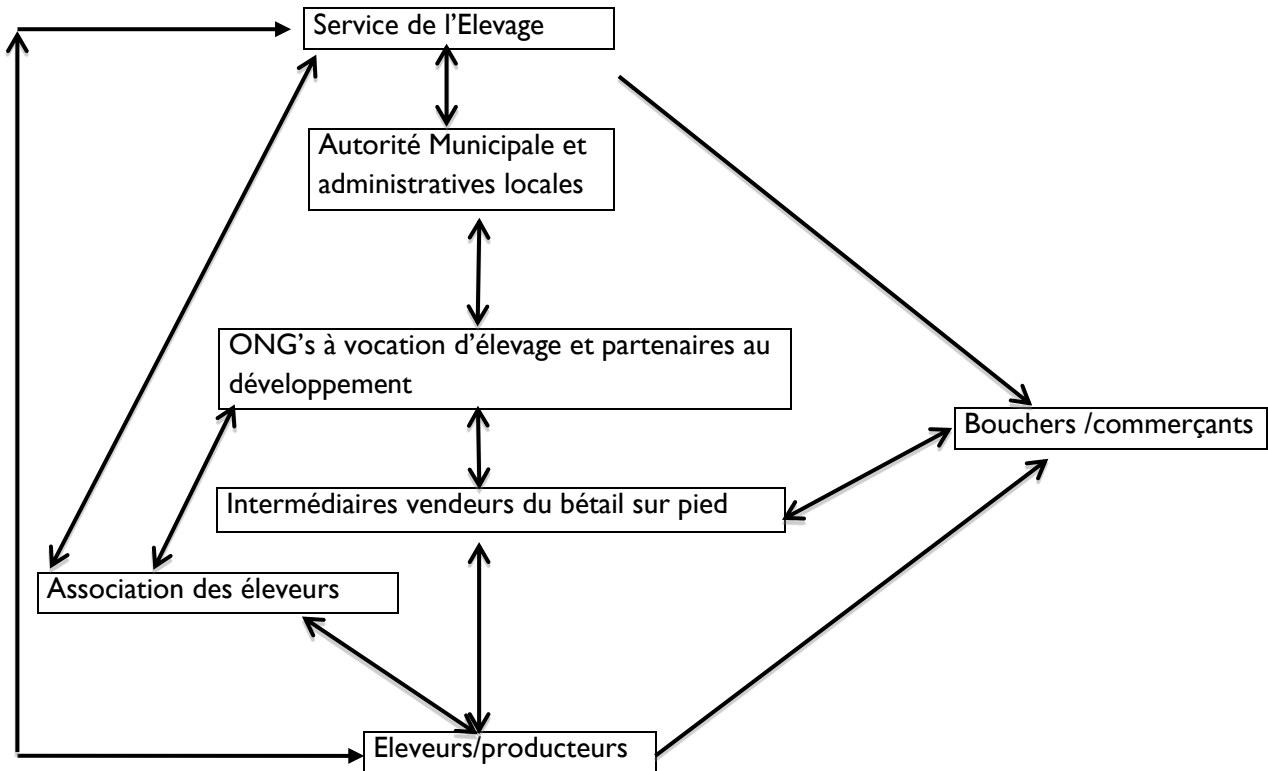 Service de l'Elevage
Autorité Municipale et
administratives locales
ONG's à vocation d'élevage et partenaires au
développement
Bouchers /commerçants
Intermédiaires vendeurs du bétail sur pied
Association des éleveurs
Eleveurs/producteurs